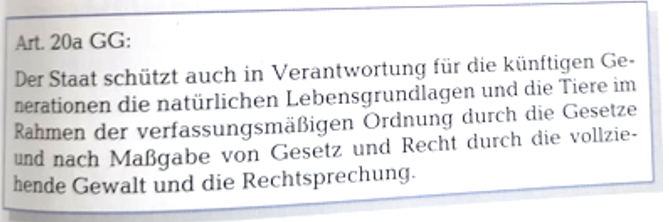 Art. 20a GG:
Der Staat schützt auch in Verantwortung für die künftigen Ge-
nerationen die natürlichen Lebensgrundlagen und die Tiere im
Rahmen der verfassungsmäßigen Ordnung durch die Gesetze
und nach Maßgabe von Gesetz und Recht durch die vollzie-
hende Gewalt und die Rechtsprechung.